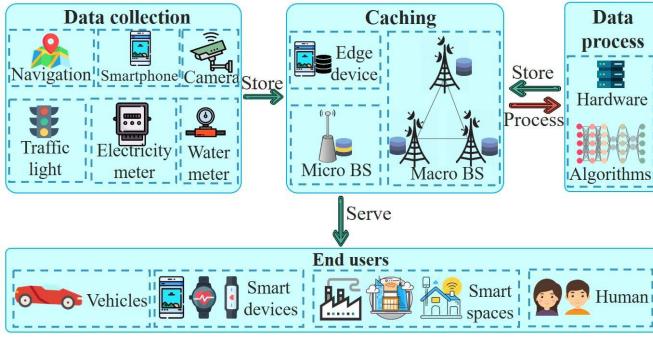 Data collection
Navigation
Smartphone
Camera
Traffic
light
Electricity
meter
Water
meter
Store
Caching
Edge
device
Micro BS
Macro BS
Store
Process
Data
process
Hardware
Algorithms
Serve
End users
Vehicles
Smart
devices
Smart
spaces
Human